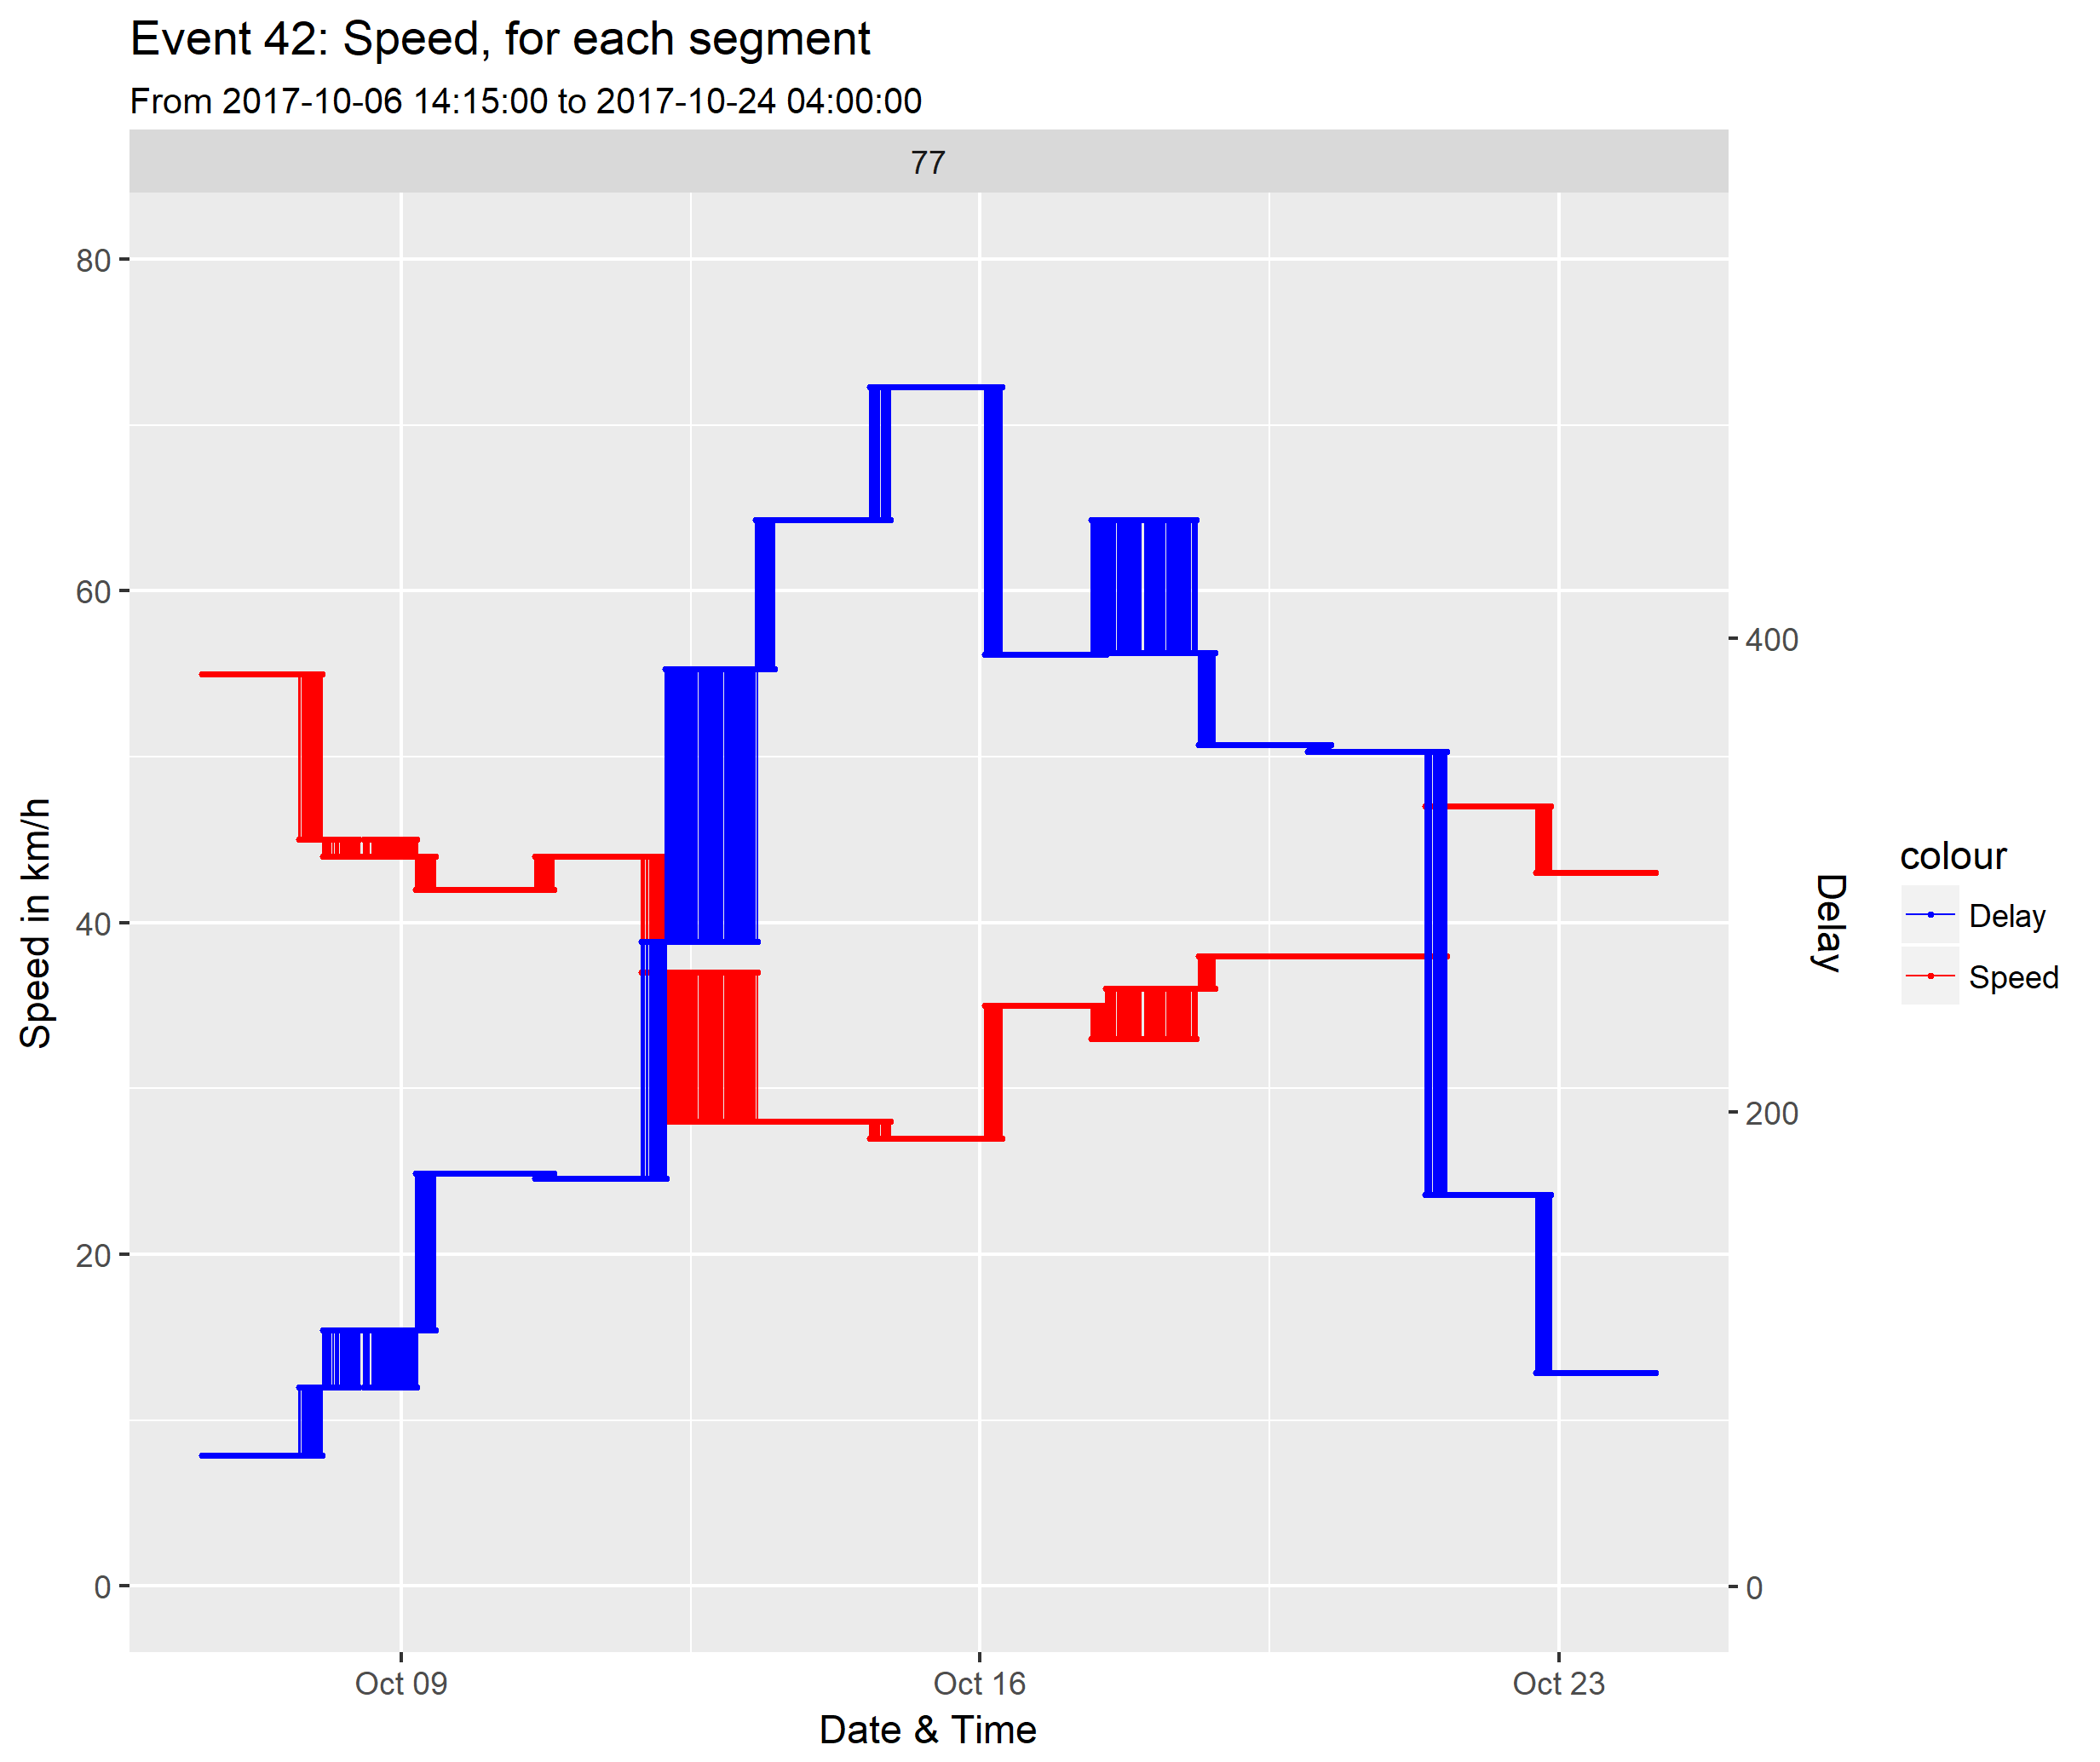 Event 42: Speed, for each segment
From 2017-10-06 14:15:00 to 2017-10-24 04:00:00
77
80
60
40
20
0
Speed in km/h
400
200
0
Delay
Oct 09
Oct 16
Oct 23
Date & Time
colour
Delay
Speed